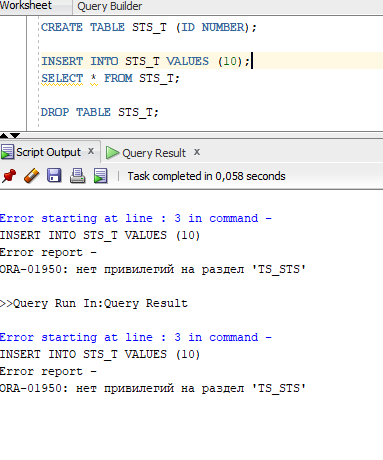 Worksheet Query Builder
CREATE TABLE STS_T (ID NUMBER);
INSERT INTO STS_T VALUES (10);
SELECT * FROM STS_T;
DROP TABLE STS_T;
Script Output x Query Result x
Task completed in 0,058 seconds
Error starting at line : 3 in command -
INSERT INTO STS_T VALUES (10)
Error report -
ORA-01950: нет привилегий на раздел 'TS_STS'
>>Query Run In:Query Result
Error starting at line : 3 in command -
INSERT INTO STS_T VALUES (10)
Error report -
ORA-01950: нет привилегий на раздел 'TS_STS'